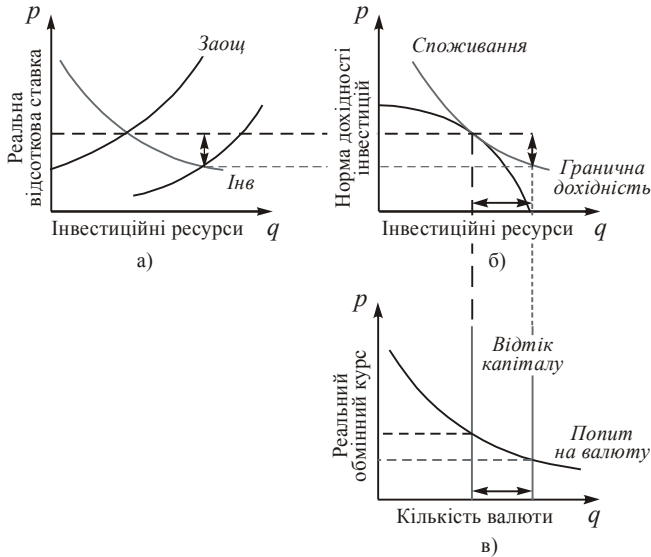 p
Заощ
Реальна
відсоткова ставка
Інв
Інвестиційні ресурси
q
а)
p
Споживання
Норма дохідності
інвестицій
Гранична
дохідність
Інвестиційні ресурси
q
б)
p
Відтік
капіталу
Реальний
обмінний курс
Попит
на валюту
Кількість валюти
q
в)